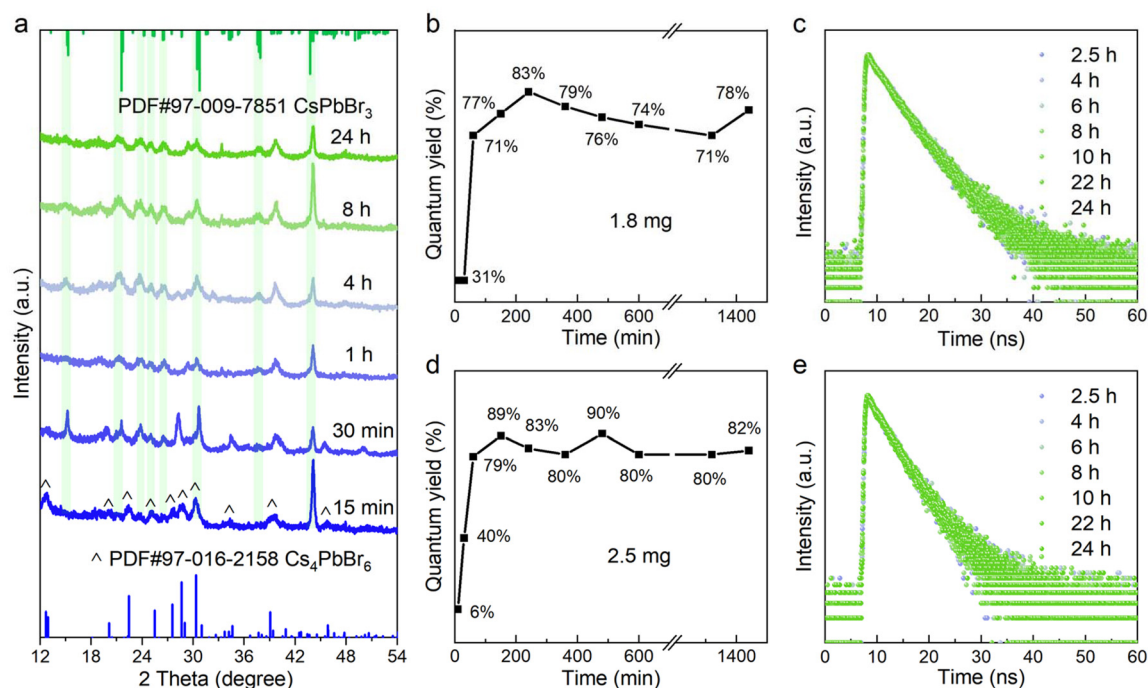 a
PDF#97-009-7851 CsPbBr₃
24 h
8 h
4 h
1 h
30 min
15 min
^ ^ ^ ^ ^ ^ ^ ^ ^ ^
^ PDF#97-016-2158 Cs₄PbBr₆
Intensity (a.u.)
12 18 24 30 36 42 48 54
2 Theta (degree)
b
Quantum yield (%)
31%
71%
77%
83%
79%
76%
74%
71%
78%
1.8 mg
0 200 400 600 1400
Time (min)
c
Intensity (a.u.)
2.5 h
4 h
6 h
8 h
10 h
22 h
24 h
0 10 20 30 40 50 60
Time (ns)
d
Quantum yield (%)
6%
40%
79%
89%
83%
80%
90%
80%
80%
82%
2.5 mg
0 200 400 600 1400
Time (min)
e
Intensity (a.u.)
2.5 h
4 h
6 h
8 h
10 h
22 h
24 h
0 10 20 30 40 50 60
Time (ns)